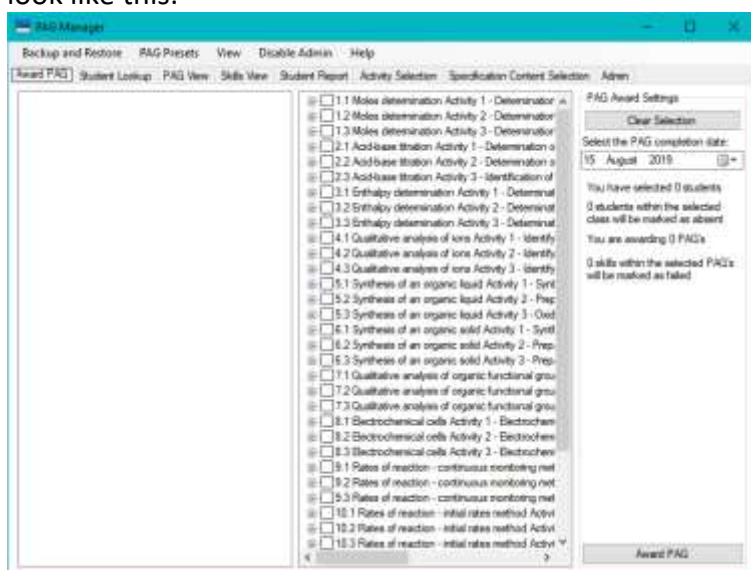 look like this:
PAG Manager
Backup and Restore PAG Presets View Disable Admin Help
Award PAG Student Lookup PAG View Skills View Student Report Activity Selection Specification Content Selection Admin
1.1 Moles determination Activity 1 - Determination
1.2 Moles determination Activity 2 - Determination
1.3 Moles determination Activity 3 - Determination
2.1 Acid-base titration Activity 1 - Determination o
2.2 Acid-base titration Activity 2 - Determination o
2.3 Acid-base titration Activity 3 - Identification of
3.1 Enthalpy determination Activity 1 - Determinat
3.2 Enthalpy determination Activity 2 - Determinat
3.3 Enthalpy determination Activity 3 - Determinat
4.1 Qualitative analysis of ions Activity 1 - Identify
4.2 Qualitative analysis of ions Activity 2 - Identify
4.3 Qualitative analysis of ions Activity 3 - Identify
5.1 Synthesis of an organic liquid Activity 1 - Synt
5.2 Synthesis of an organic liquid Activity 2 - Prep
5.3 Synthesis of an organic liquid Activity 3 - Oxid
6.1 Synthesis of an organic solid Activity 1 - Synth
6.2 Synthesis of an organic solid Activity 2 - Prep.
6.3 Synthesis of an organic solid Activity 3 - Prep.
7.1 Qualitative analysis of organic functional grou
7.2 Qualitative analysis of organic functional grou
7.3 Qualitative analysis of organic functional grou
8.1 Electrochemical cells Activity 1 - Electrochem
8.2 Electrochemical cells Activity 2 - Electrochem
8.3 Electrochemical cells Activity 3 - Electrochem
9.1 Rates of reaction - continuous monitoring met
9.2 Rates of reaction - continuous monitoring met
9.3 Rates of reaction - continuous monitoring met
10.1 Rates of reaction - initial rates method Activi
10.2 Rates of reaction - initial rates method Activi
10.3 Rates of reaction - initial rates method Activi
PAG Award Settings
Clear Selection
Select the PAG completion date:
15 August 2019
You have selected 0 students
0 students within the selected
class will be marked as absent
You are awarding 0 PAG's
0 skills within the selected PAG's
will be marked as failed
Award PAG